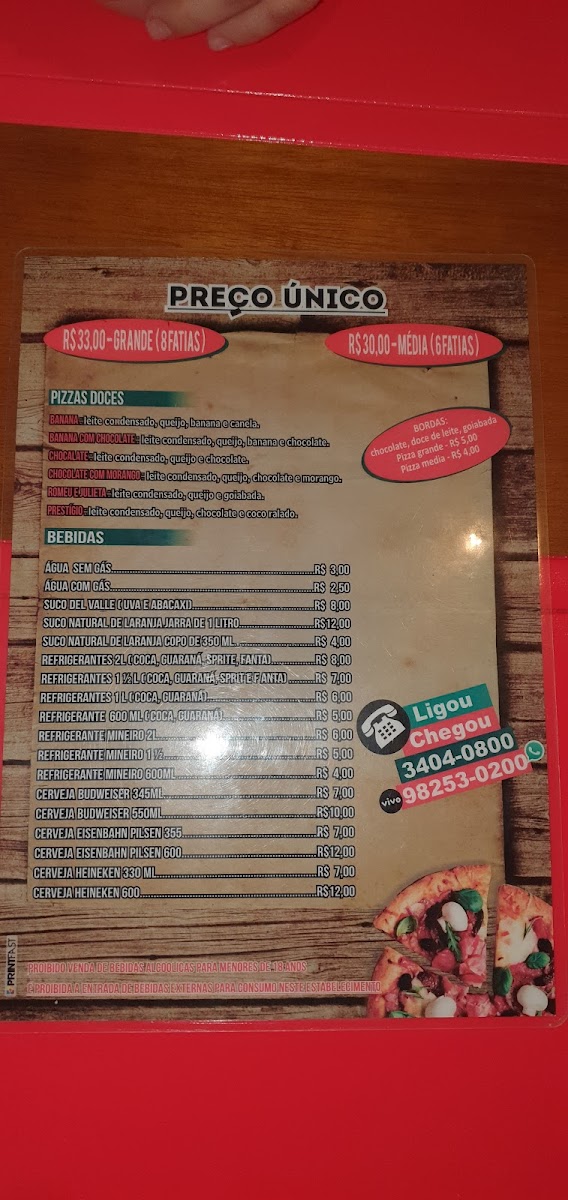 PREÇO ÚNICO
R$ 33,00 - GRANDE ( 8 FATIAS )
R$ 30,00 - MÉDIA ( 6 FATIAS )
PIZZAS DOCES
BANANA - leite condensado, queijo, banana e canela.
BANANA COM CHOCOLATE - leite condensado, queijo, banana e chocolate.
CHOCALATE - leite condensado, queijo e chocolate.
CHOCOLATE COM MORANGO - leite condensado, queijo, chocolate e morango.
ROMEU E JULIETA - leite condensado, queijo e goiabada.
PRESTÍGIO - leite condensado, queijo, chocolate e coco ralado.
BORDAS:
chocolate, doce de leite, goiabada
Pizza grande - R$ 5,00
Pizza media - R$ 4,00
BEBIDAS
ÁGUA SEM GÁS R$ 3,00
ÁGUA COM GÁS R$ 2,50
SUCO DEL VALLE ( UVA E ABACAXI) R$ 8,00
SUCO NATURAL DE LARANJA JARRA DE 1 LITRO R$12,00
SUCO NATURAL DE LARANJA COPO DE 350 ML R$ 4,00
REFRIGERANTES 2L ( COCA, GUARANÁ, SPRITE, FANTA) R$ 8,00
REFRIGERANTES 1 ½ L ( COCA, GUARANÁ, SPRITE FANTA) R$ 7,00
REFRIGERANTES 1 L ( COCA, GUARANÁ) R$ 6,00
REFRIGERANTE 600 ML ( COCA, GUARANÁ) R$ 5,00
REFRIGERANTE MINEIRO 2L R$ 6,00
REFRIGERANTE MINEIRO 1 ½ R$ 5,00
REFRIGERANTE MINEIRO 600ML R$ 4,00
CERVEJA BUDWEISER 345ML R$ 7,00
CERVEJA BUDWEISER 550ML R$10,00
CERVEJA EISENBAHN PILSEN 355 R$ 7,00
CERVEJA EISENBAHN PILSEN 600 R$12,00
CERVEJA HEINEKEN 330 ML R$ 7,00
CERVEJA HEINEKEN 600 R$12,00
Ligou
Chegou
3404-0800
vivo 98253-0200
PRINTFAST
PROIBIDO VENDA DE BEBIDAS ALCOÓLICAS PARA MENORES DE 18 ANOS
É PROIBIDA A ENTRADA DE BEBIDAS EXTERNAS PARA CONSUMO NESTE ESTABELECIMENTO